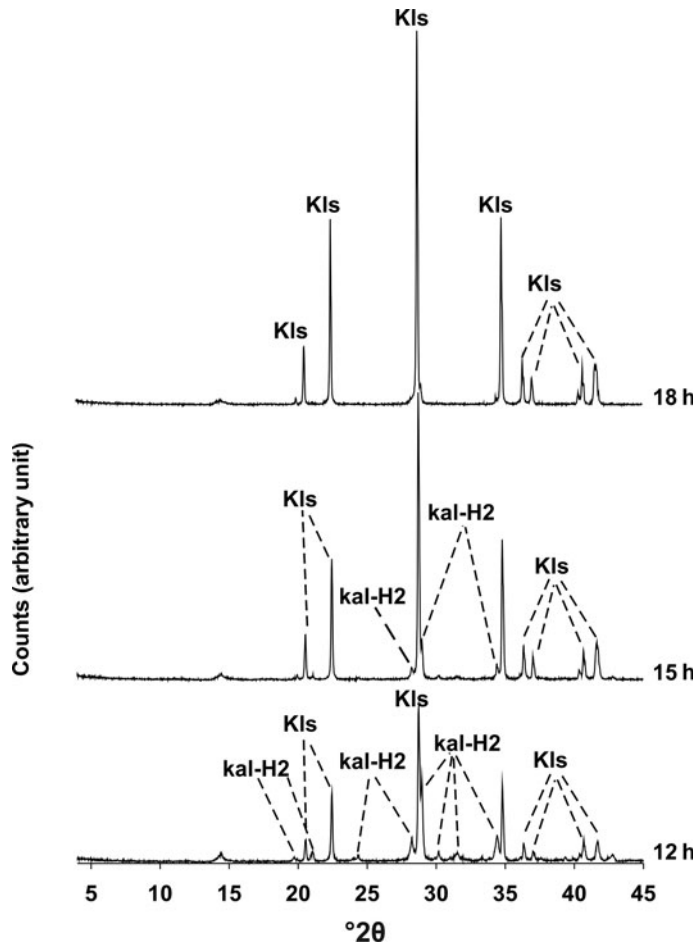 Kls
Kls
Kls
Kls
Kls
18 h
Kls
kal-H2
kal-H2
Kls
15 h
Kls
Kls
kal-H2
kal-H2
kal-H2
Kls
12 h
5 10 15 20 25 30 35 40 45
°2θ
Counts (arbitrary unit)